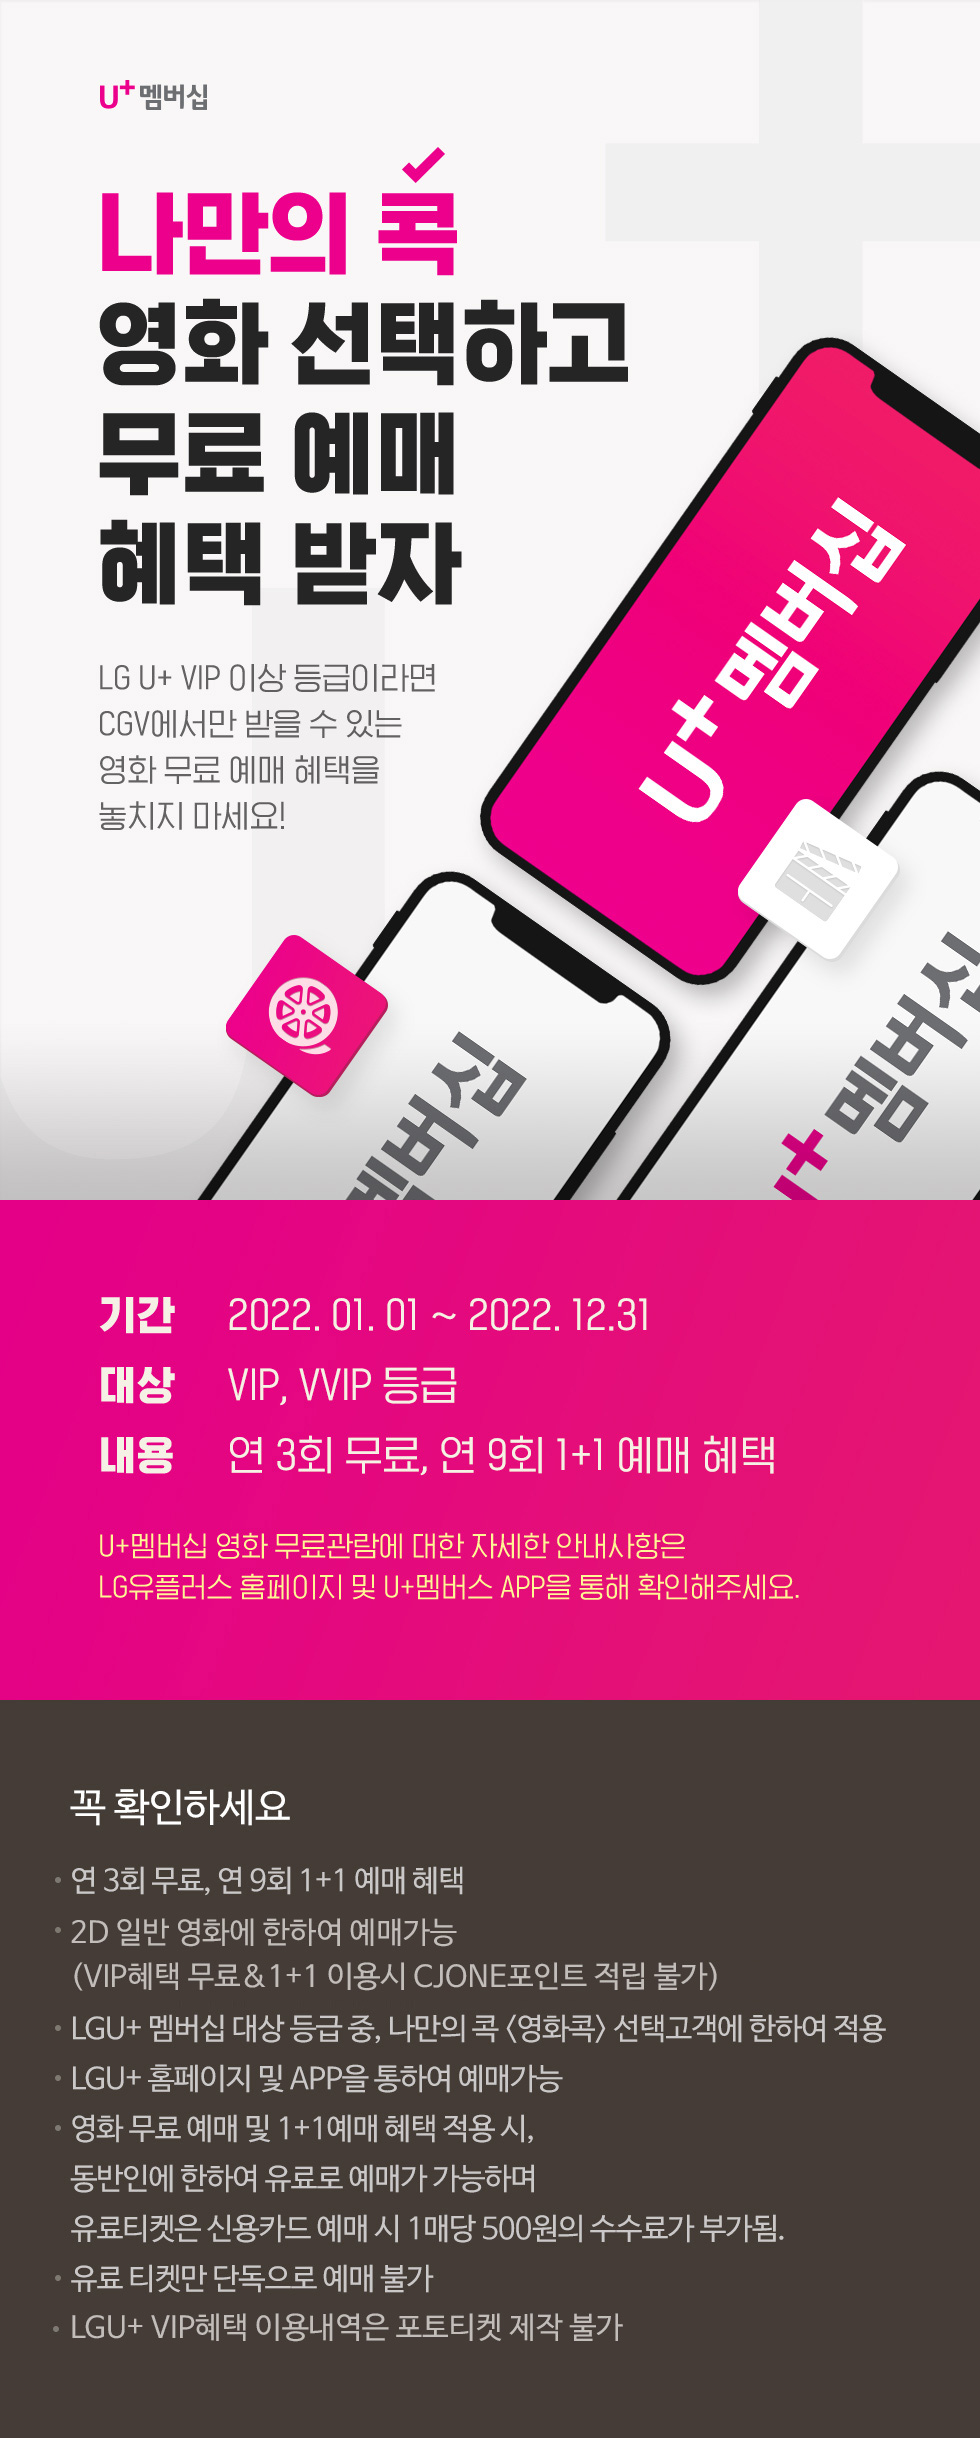 U+멤버십
나만의 콕
영화 선택하고
무료 예매
혜택 받자
LG U+ VIP 이상 등급이라면
CGV에서만 받을 수 있는
영화 무료 예매 혜택을
놓치지 마세요!
U+멤버십
멤버십
U+멤버십
기간 2022. 01. 01 ~ 2022. 12.31
대상 VIP, VVIP 등급
내용 연 3회 무료, 연 9회 1+1 예매 혜택
U+멤버십 영화 무료관람에 대한 자세한 안내사항은
LG유플러스 홈페이지 및 U+멤버스 APP을 통해 확인해주세요.
꼭 확인하세요
• 연 3회 무료, 연 9회 1+1 예매 혜택
• 2D 일반 영화에 한하여 예매가능
(VIP혜택 무료&1+1 이용시 CJONE포인트 적립 불가)
• LGU+ 멤버십 대상 등급 중, 나만의 콕 〈영화콕〉 선택고객에 한하여 적용
• LGU+ 홈페이지 및 APP을 통하여 예매가능
• 영화 무료 예매 및 1+1예매 혜택 적용 시,
동반인에 한하여 유료로 예매가 가능하며
유료티켓은 신용카드 예매 시 1매당 500원의 수수료가 부가됨.
• 유료 티켓만 단독으로 예매 불가
• LGU+ VIP혜택 이용내역은 포토티켓 제작 불가